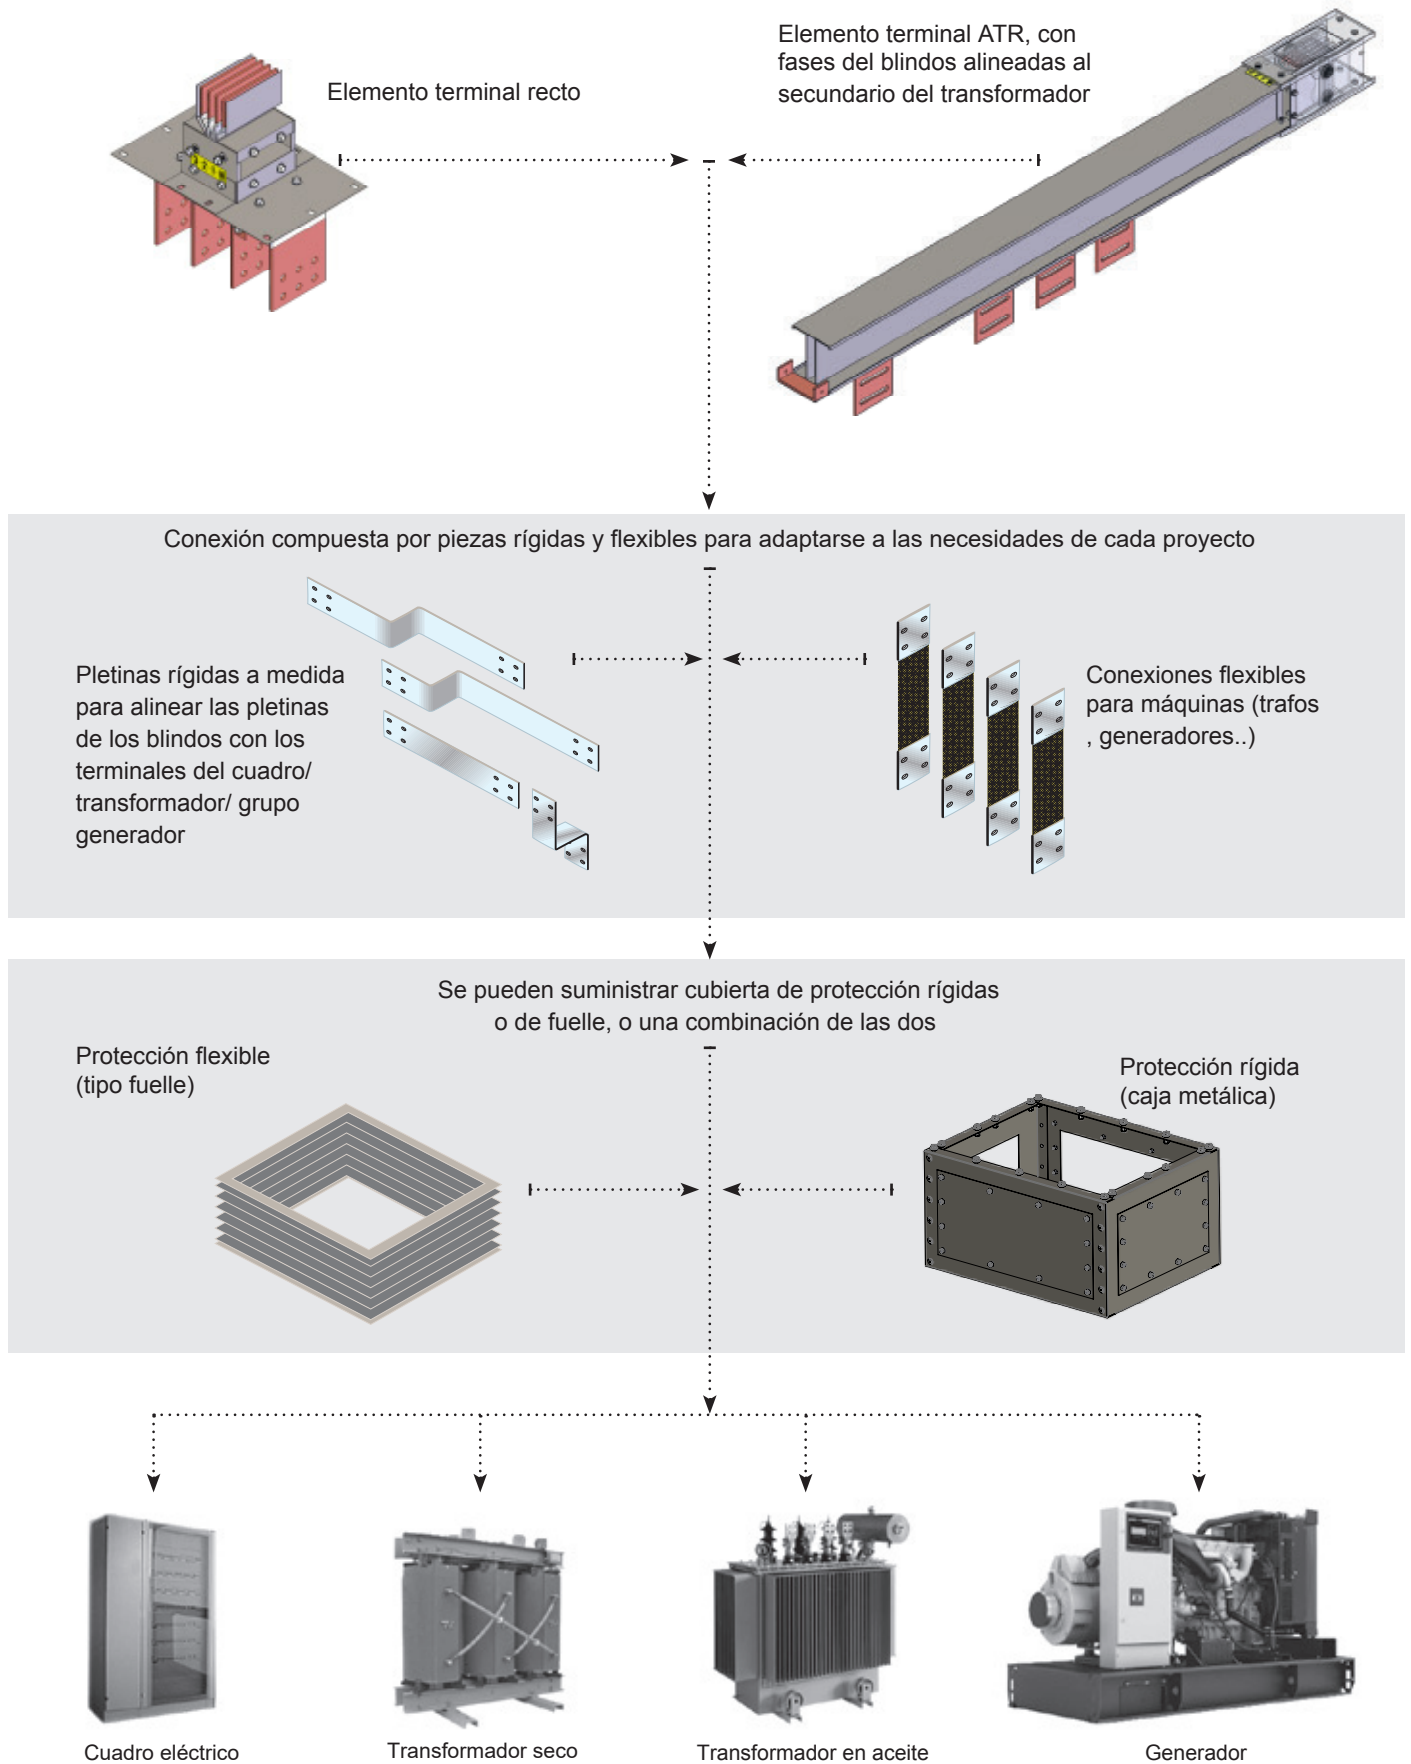 Elemento terminal recto
Elemento terminal ATR, con
fases del blindos alineadas al
secundario del transformador
Conexión compuesta por piezas rígidas y flexibles para adaptarse a las necesidades de cada proyecto
Pletinas rígidas a medida
para alinear las pletinas
de los blindos con los
terminales del cuadro/
transformador/ grupo
generador
Conexiones flexibles
para máquinas (trafos
, generadores..)
Se pueden suministrar cubierta de protección rígidas
o de fuelle, o una combinación de las dos
Protección flexible
(tipo fuelle)
Protección rígida
(caja metálica)
Cuadro eléctrico
Transformador seco
Transformador en aceite
Generador